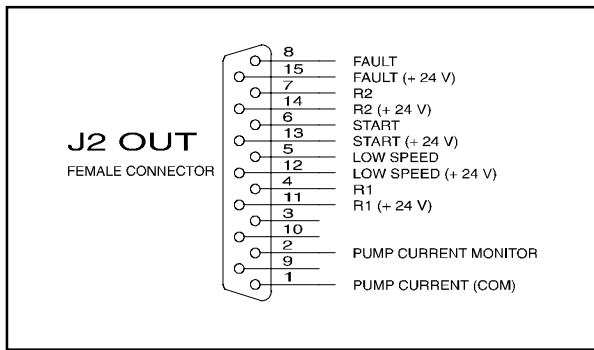 8 FAULT
15 FAULT (+ 24 V)
7 R2
14 R2 (+ 24 V)
6 START
13 START (+ 24 V)
J2 OUT
5 LOW SPEED
FEMALE CONNECTOR
12 LOW SPEED (+ 24 V)
4 R1
11 R1 (+ 24 V)
3
10
2 PUMP CURRENT MONITOR
9
1 PUMP CURRENT (COM)